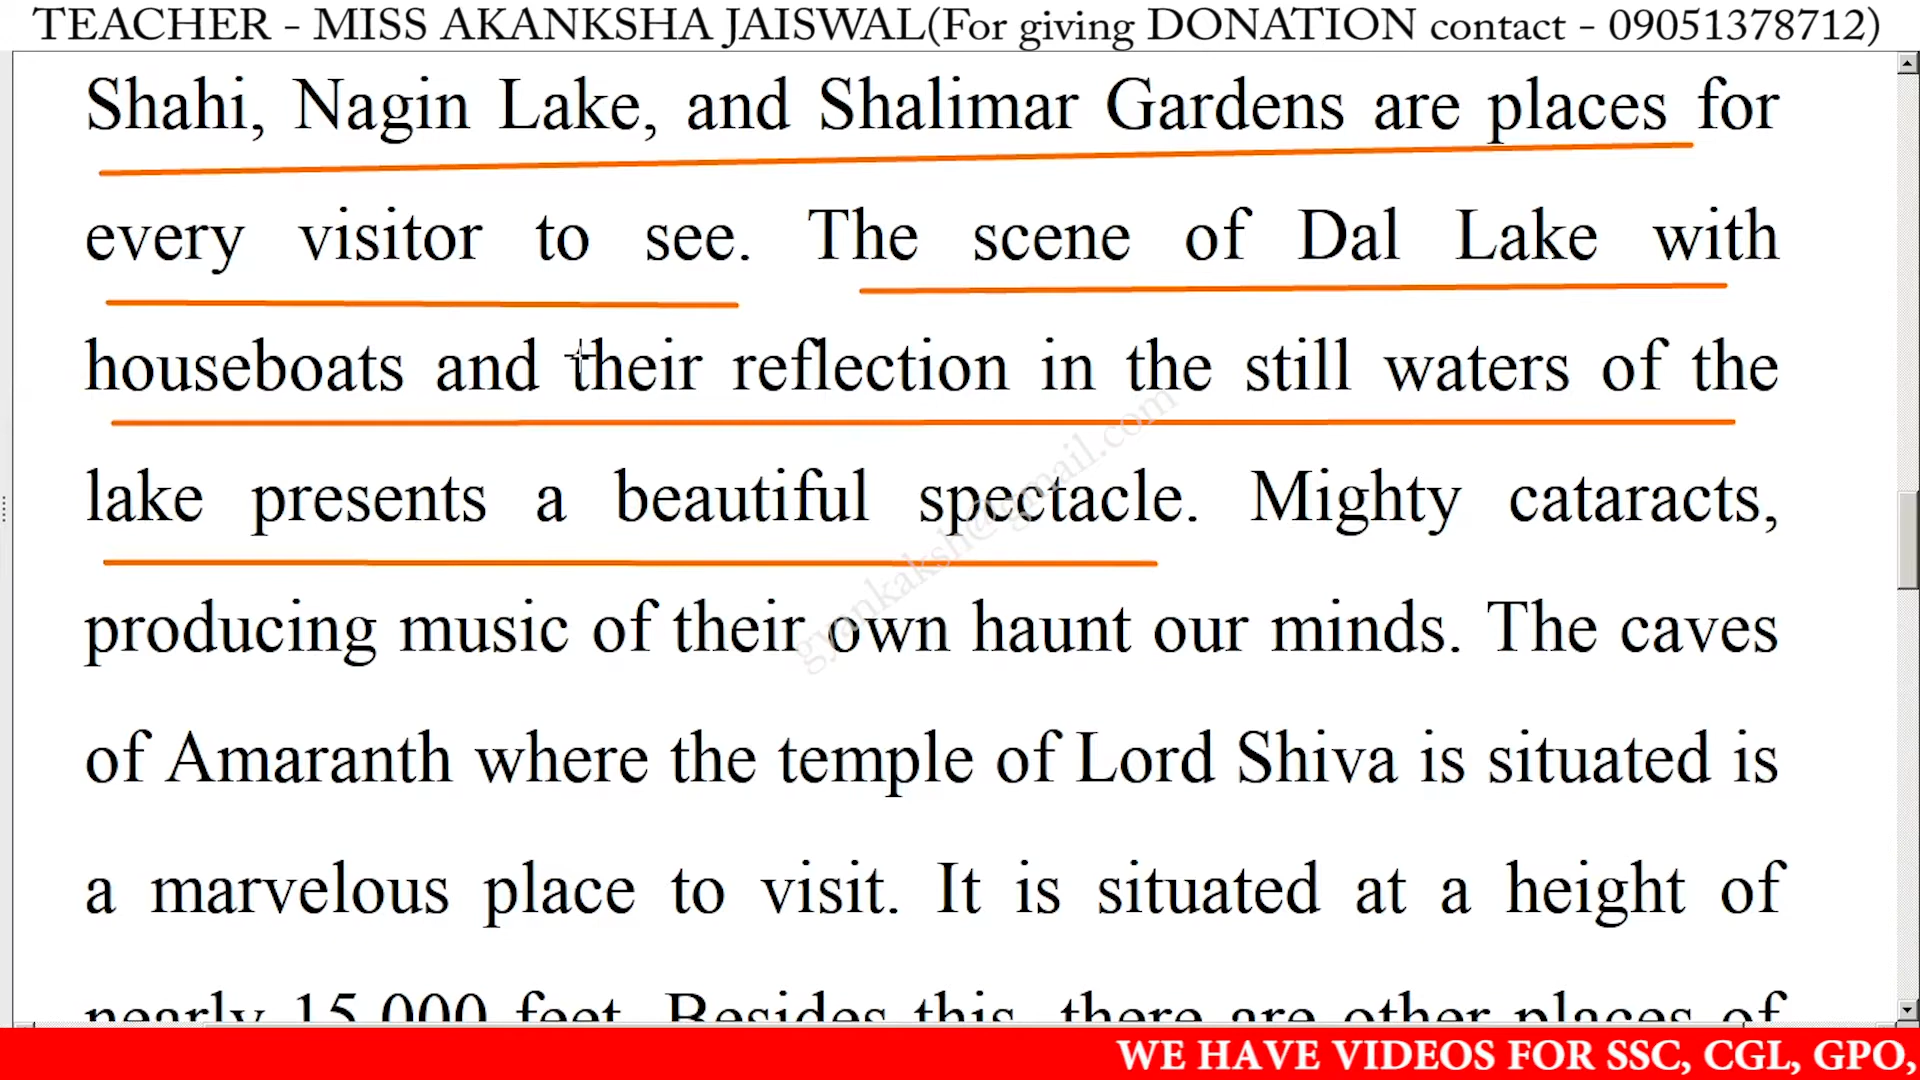 TEACHER - MISS AKANKSHA JAISWAL(For giving DONATION contact - 09051378712)
Shahi, Nagin Lake, and Shalimar Gardens are places for
every visitor to see. The scene of Dal Lake with
houseboats and their reflection in the still waters of the
lake presents a beautiful spectacle. Mighty cataracts,
producing music of their own haunt our minds. The caves
of Amaranth where the temple of Lord Shiva is situated is
a marvelous place to visit. It is situated at a height of
nearly 15,000 feet. Besides this, there are other places of
gyankaksh@gmail.com
WE HAVE VIDEOS FOR SSC, CGL, GPO,